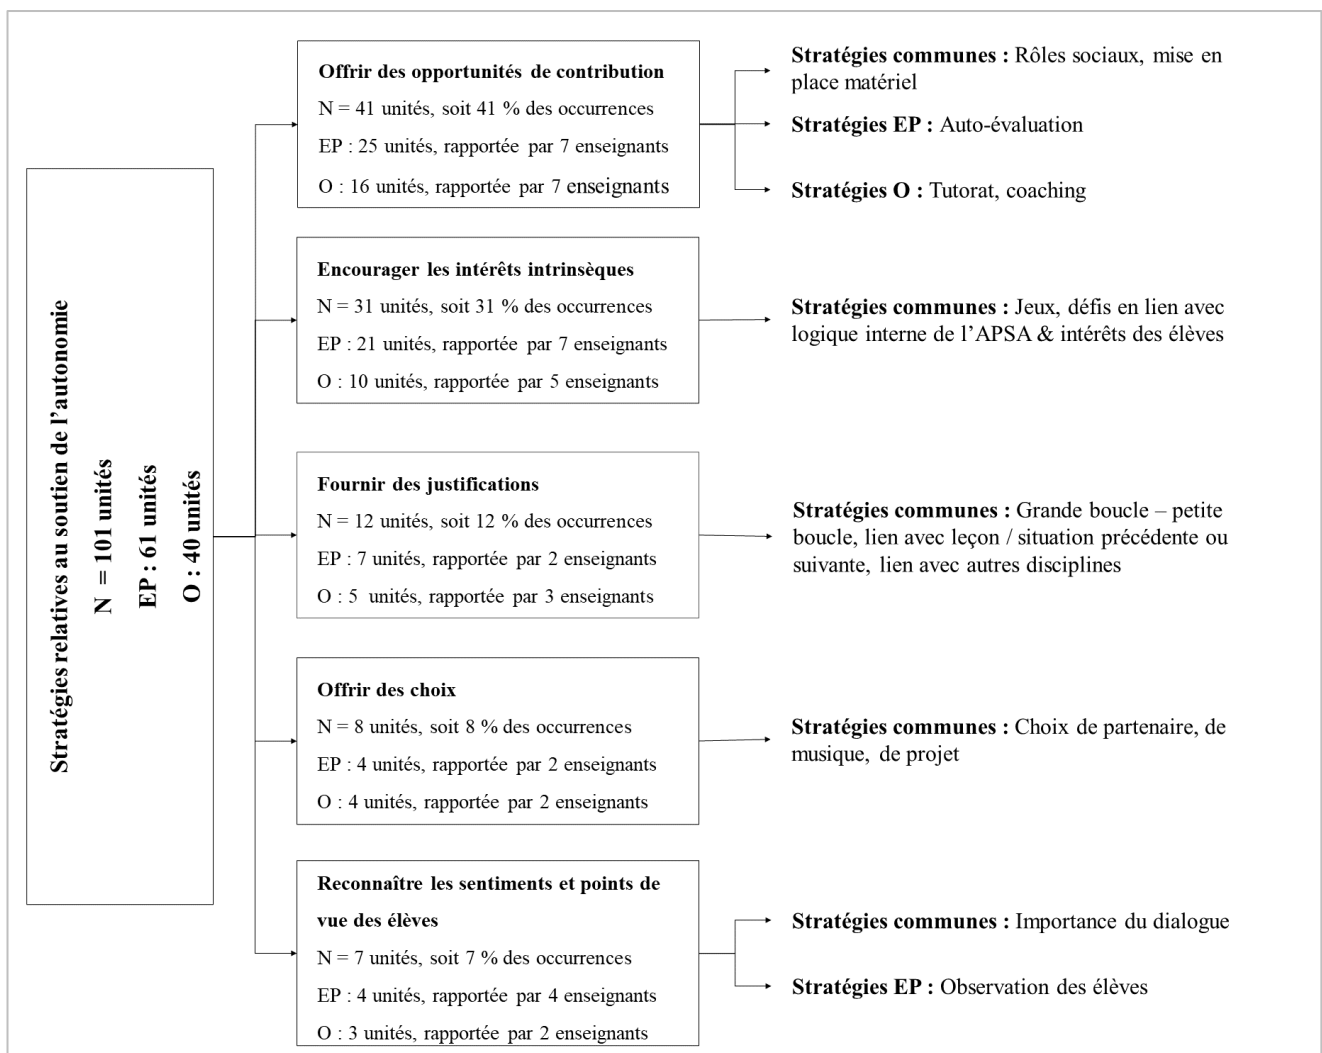 Stratégies relatives au soutien de l’autonomie
N = 101 unités
EP : 61 unités
O : 40 unités
Offrir des opportunités de contribution
N = 41 unités, soit 41 % des occurrences
EP : 25 unités, rapportée par 7 enseignants
O : 16 unités, rapportée par 7 enseignants
Stratégies communes : Rôles sociaux, mise en
place matériel
Stratégies EP : Auto-évaluation
Stratégies O : Tutorat, coaching
Encourager les intérêts intrinsèques
N = 31 unités, soit 31 % des occurrences
EP : 21 unités, rapportée par 7 enseignants
O : 10 unités, rapportée par 5 enseignants
Stratégies communes : Jeux, défis en lien avec
logique interne de l’APSA & intérêts des élèves
Fournir des justifications
N = 12 unités, soit 12 % des occurrences
EP : 7 unités, rapportée par 2 enseignants
O : 5 unités, rapportée par 3 enseignants
Stratégies communes : Grande boucle – petite
boucle, lien avec leçon / situation précédente ou
suivante, lien avec autres disciplines
Offrir des choix
N = 8 unités, soit 8 % des occurrences
EP : 4 unités, rapportée par 2 enseignants
O : 4 unités, rapportée par 2 enseignants
Stratégies communes : Choix de partenaire, de
musique, de projet
Reconnaître les sentiments et points de
vue des élèves
N = 7 unités, soit 7 % des occurrences
EP : 4 unités, rapportée par 4 enseignants
O : 3 unités, rapportée par 2 enseignants
Stratégies communes : Importance du dialogue
Stratégies EP : Observation des élèves